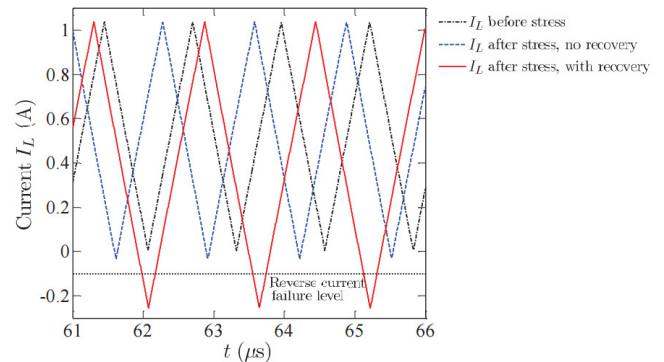 1
0.8
0.6
0.4
0.2
0
-0.2
Current I_L (A)
61
62
63
64
65
66
t (μs)
Reverse current
failure level
I_L before stress
I_L after stress, no recovery
I_L after stress, with recovery